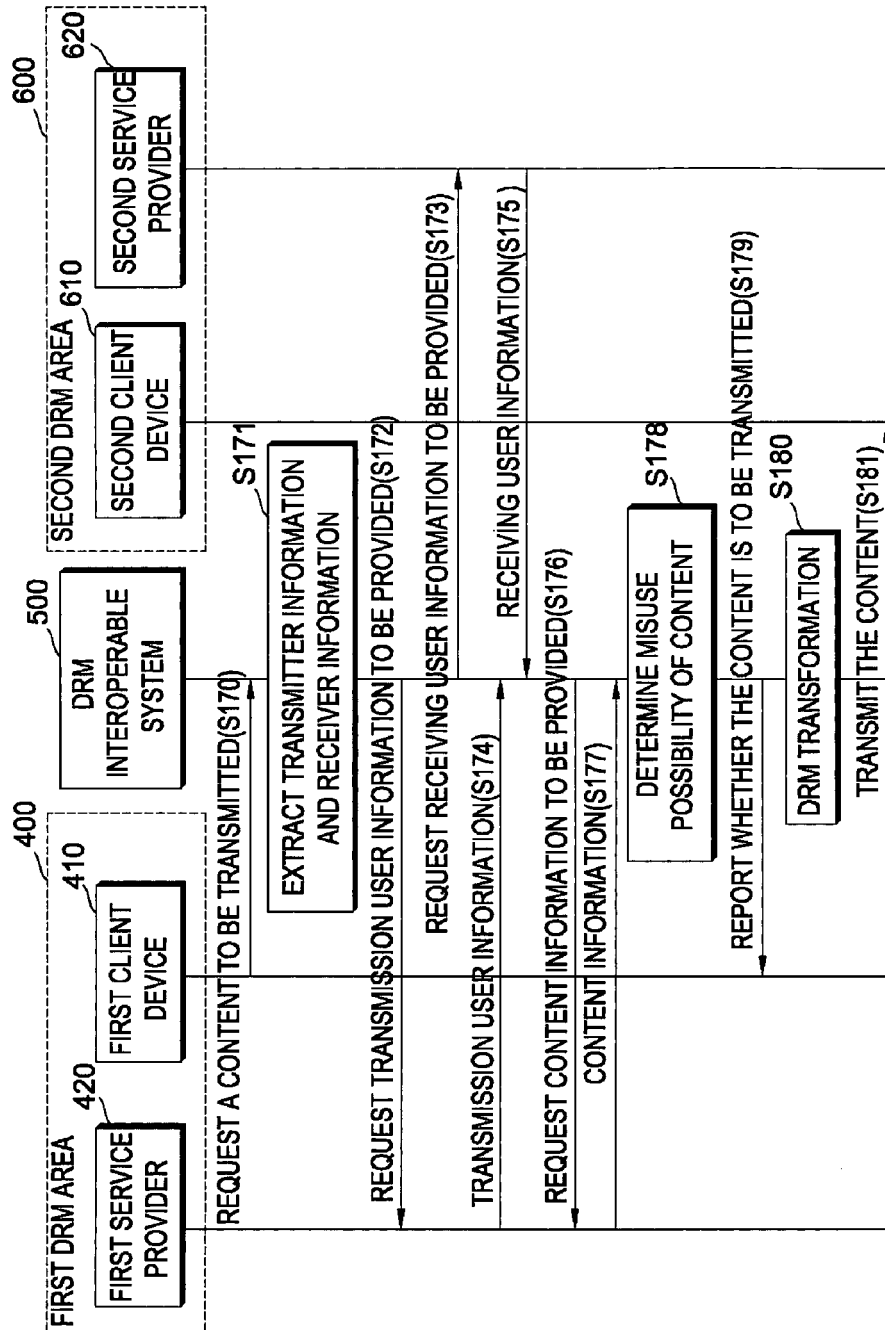 FIRST DRM AREA
400
420
FIRST SERVICE
PROVIDER
410
FIRST CLIENT
DEVICE
500
DRM
INTEROPERABLE
SYSTEM
SECOND DRM AREA
600
610
SECOND CLIENT
DEVICE
620
SECOND SERVICE
PROVIDER
REQUEST A CONTENT TO BE TRANSMITTED(S170)
S171
EXTRACT TRANSMITTER INFORMATION
AND RECEIVER INFORMATION
REQUEST TRANSMISSION USER INFORMATION TO BE PROVIDED(S172)
REQUEST RECEIVING USER INFORMATION TO BE PROVIDED(S173)
TRANSMISSION USER INFORMATION(S174)
RECEIVING USER INFORMATION(S175)
REQUEST CONTENT INFORMATION TO BE PROVIDED(S176)
CONTENT INFORMATION(S177)
S178
DETERMINE MISUSE
POSSIBILITY OF CONTENT
REPORT WHETHER THE CONTENT IS TO BE TRANSMITTED(S179)
S180
DRM TRANSFORMATION
TRANSMIT THE CONTENT(S181)